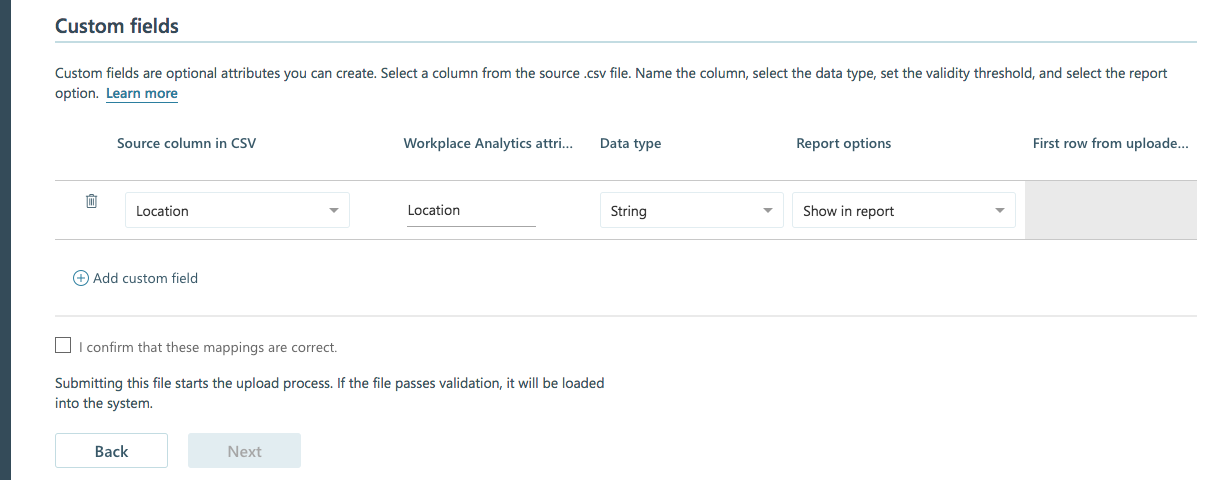 Custom fields
Custom fields are optional attributes you can create. Select a column from the source .csv file. Name the column, select the data type, set the validity threshold, and select the report
option. Learn more
Source column in CSV Workplace Analytics attri... Data type Report options First row from uploade...
Location Location String Show in report
Add custom field
I confirm that these mappings are correct.
Submitting this file starts the upload process. If the file passes validation, it will be loaded
into the system.
Back Next